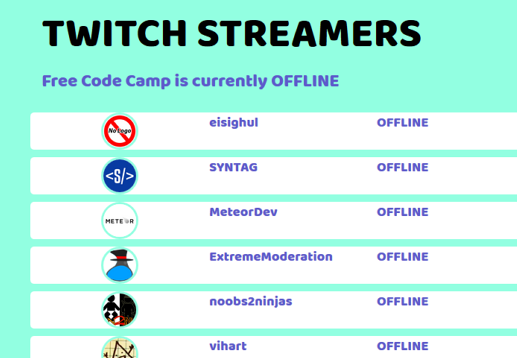 TWITCH STREAMERS
Free Code Camp is currently OFFLINE
No Logo eisighul OFFLINE
<S/> SYNTAG OFFLINE
METEOR MeteorDev OFFLINE
ExtremeModeration OFFLINE
noobs2ninjas OFFLINE
vihart OFFLINE